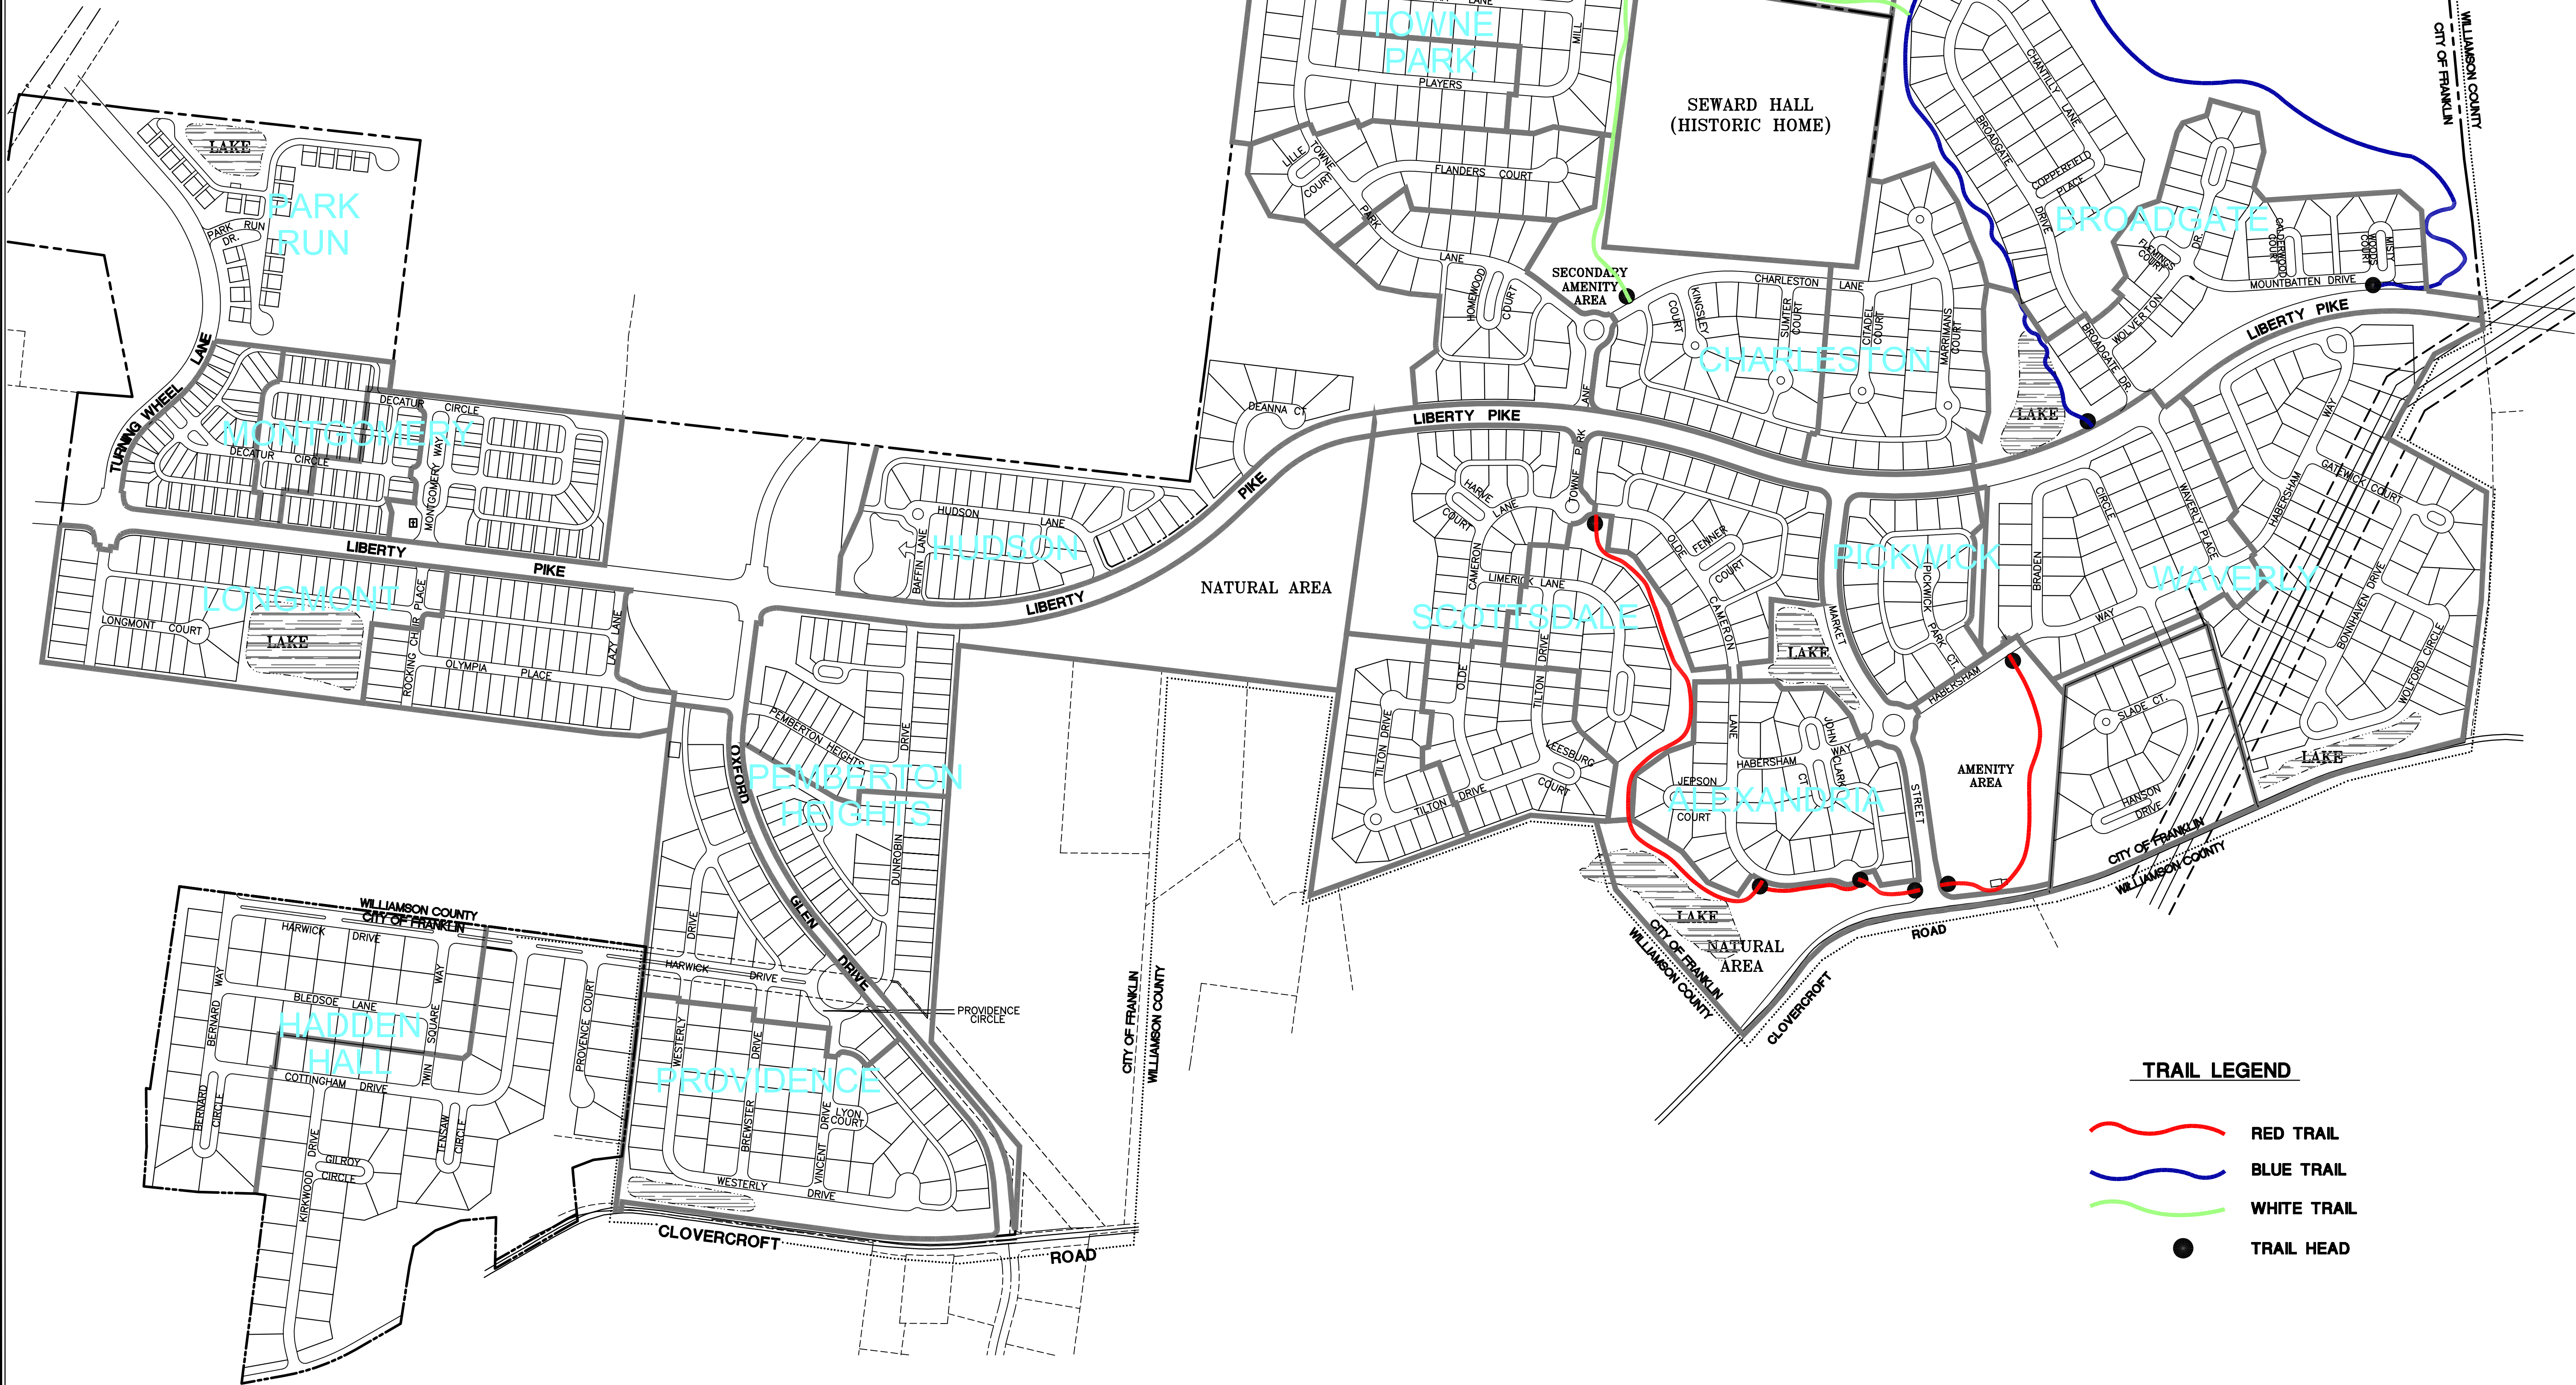 LANE
TOWNE
PARK
MILL
PLAYERS
SEWARD HALL
(HISTORIC HOME)
LILLE
COURT
TOWNE
PARK
LANE
FLANDERS COURT
HOMEWOOD
COURT
SECONDARY
AMENITY
AREA
CHANTILLY LANE
BROADGATE
DRIVE
COPPERFIELD
PLACE
BROADGATE
FLEMINGS
COURT
WOLVERTON
DR.
CALDERWOOD
COURT
MISTY
WOODS
COURT
MOUNTBATTEN DRIVE
BROADGATE DR.
LIBERTY PIKE
WILLIAMSON COUNTY
CITY OF FRANKLIN
LAKE
PARK
RUN
PARK RUN
DR.
TURNING WHEEL LANE
MONTGOMERY
DECATUR CIRCLE
DECATUR CIRCLE
MONTGOMERY WAY
LIBERTY
PIKE
LONGMONT
LONGMONT COURT
LAKE
ROCKING CHAIR PLACE
OLYMPIA PLACE
LAZY LANE
HUDSON
HUDSON LANE
BAFFIN LANE
DEANNA CT
LIBERTY
PIKE
LIBERTY PIKE
NATURAL AREA
CHARLESTON
CHARLESTON LANE
KINGSLEY
COURT
SUMTER
COURT
CITADEL
COURT
MARRIMANS
COURT
LANE
LAKE
TOWNE PARK
SCOTTSDALE
HARVE
COURT
LANE
CAMERON
OLDE
LIMERICK LANE
TILTON DRIVE
TILTON DRIVE
TILTON DRIVE
LEESBURG
COURT
OLDE
CAMERON
LANE
FENNER
COURT
MARKET
STREET
LAKE
PICKWICK
PICKWICK
PARK CT.
WAVERLY
WAVERLY PLACE
BRADEN
CIRCLE
HABERSHAM
WAY
HABERSHAM
WAY
GATEWICK COURT
BONNHAVEN DRIVE
WOLFORD CIRCLE
LAKE
SLADE CT.
HANSON
DRIVE
AMENITY
AREA
ALEXANDRIA
JEPSON
COURT
HABERSHAM
CT
JOHN
CLARK
WAY
LAKE
NATURAL
AREA
CITY OF FRANKLIN
WILLIAMSON COUNTY
CLOVERCROFT
ROAD
CITY OF FRANKLIN
WILLIAMSON COUNTY
PEMBERTON
HEIGHTS
PEMBERTON HEIGHTS
DRIVE
DUNROBIN
OXFORD
GLEN
DRIVE
DRIVE
HARWICK DRIVE
PROVIDENCE
CIRCLE
CITY OF FRANKLIN
WILLIAMSON COUNTY
WILLIAMSON COUNTY
CITY OF FRANKLIN
HARWICK DRIVE
BERNARD WAY
BLEDSOE LANE
TWIN SQUARE WAY
PROVENCE COURT
HADDEN
HALL
COTTINGHAM DRIVE
BERNARD
CIRCLE
KIRKWOOD DRIVE
GILROY
CIRCLE
TENSAW
CIRCLE
PROVIDENCE
WESTERLY
BREWSTER DRIVE
VINCENT DRIVE
LYON
COURT
WESTERLY DRIVE
CLOVERCROFT
ROAD
TRAIL LEGEND
RED TRAIL
BLUE TRAIL
WHITE TRAIL
TRAIL HEAD